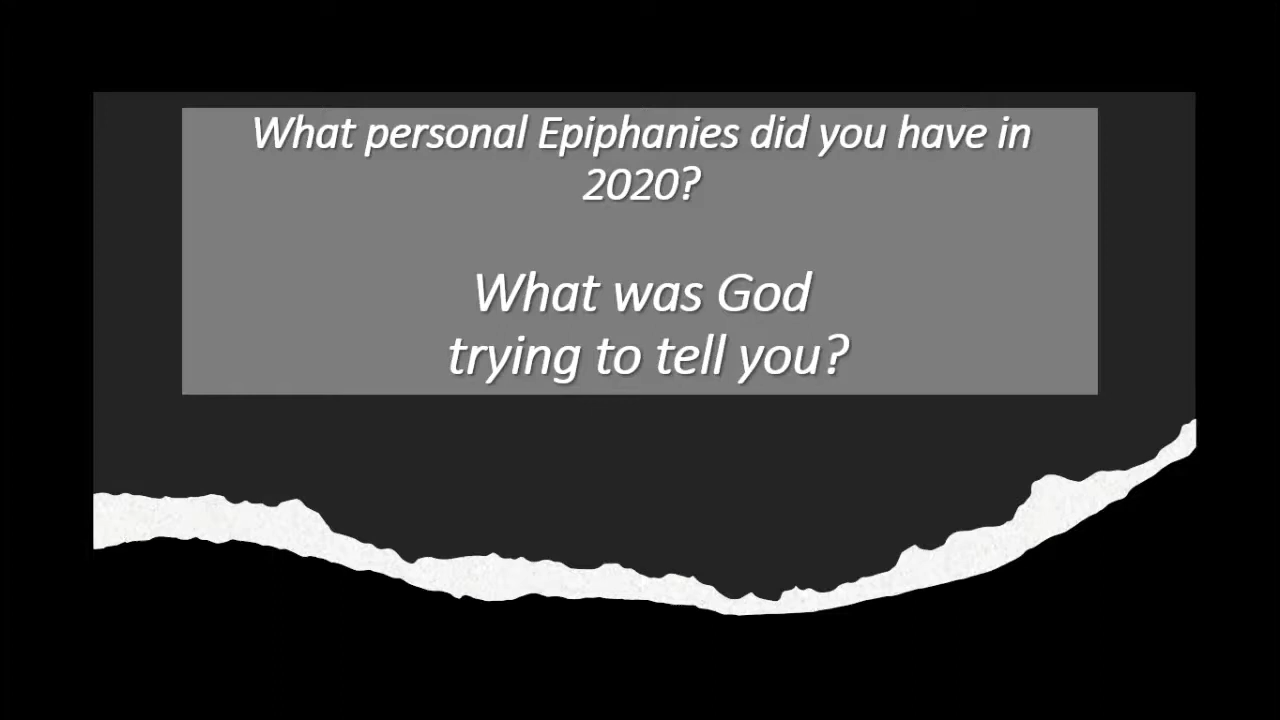 What personal Epiphanies did you have in
2020?
What was God
trying to tell you?